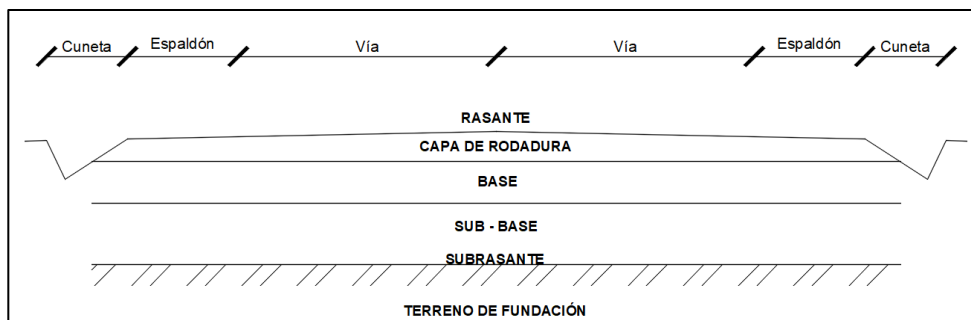 Cuneta Espaldón Vía Vía Espaldón Cuneta
RASANTE
CAPA DE RODADURA
BASE
SUB - BASE
SUBRASANTE
TERRENO DE FUNDACIÓN